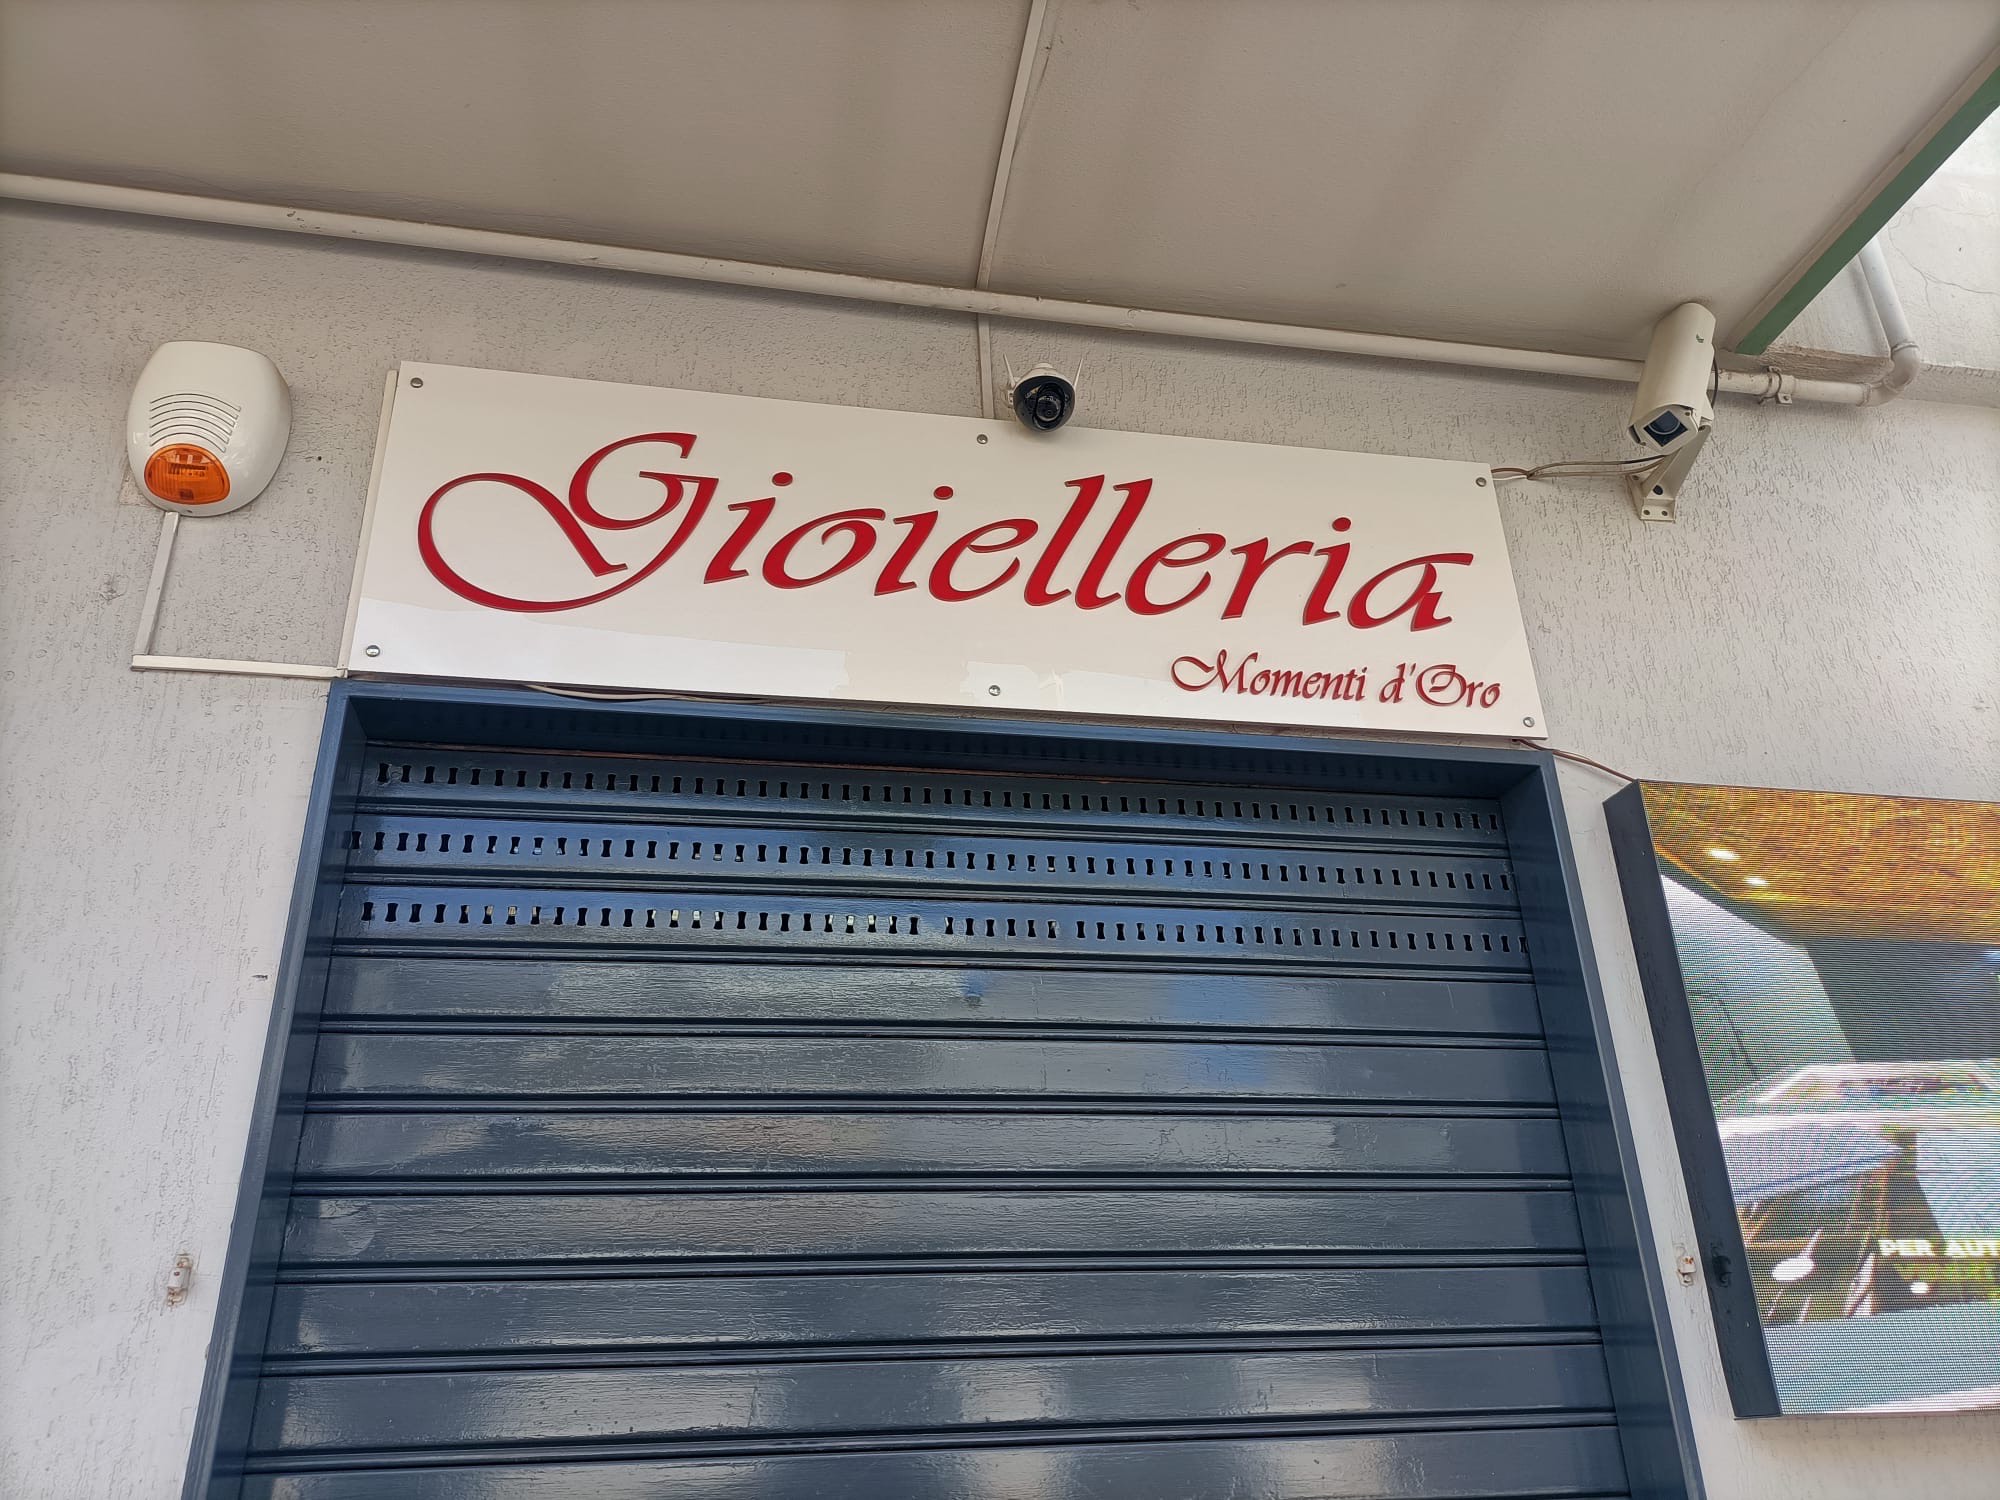 Gioielleria
Momenti d'Oro
PER AUT